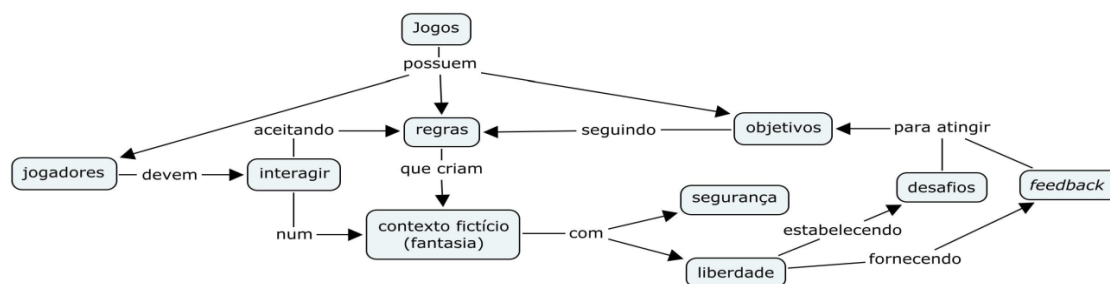 Jogos
possuem
aceitando
regras
seguindo
objetivos
para atingir
jogadores
devem
interagir
que criam
desafios
feedback
segurança
num
contexto fictício
(fantasia)
com
estabelecendo
liberdade
fornecendo